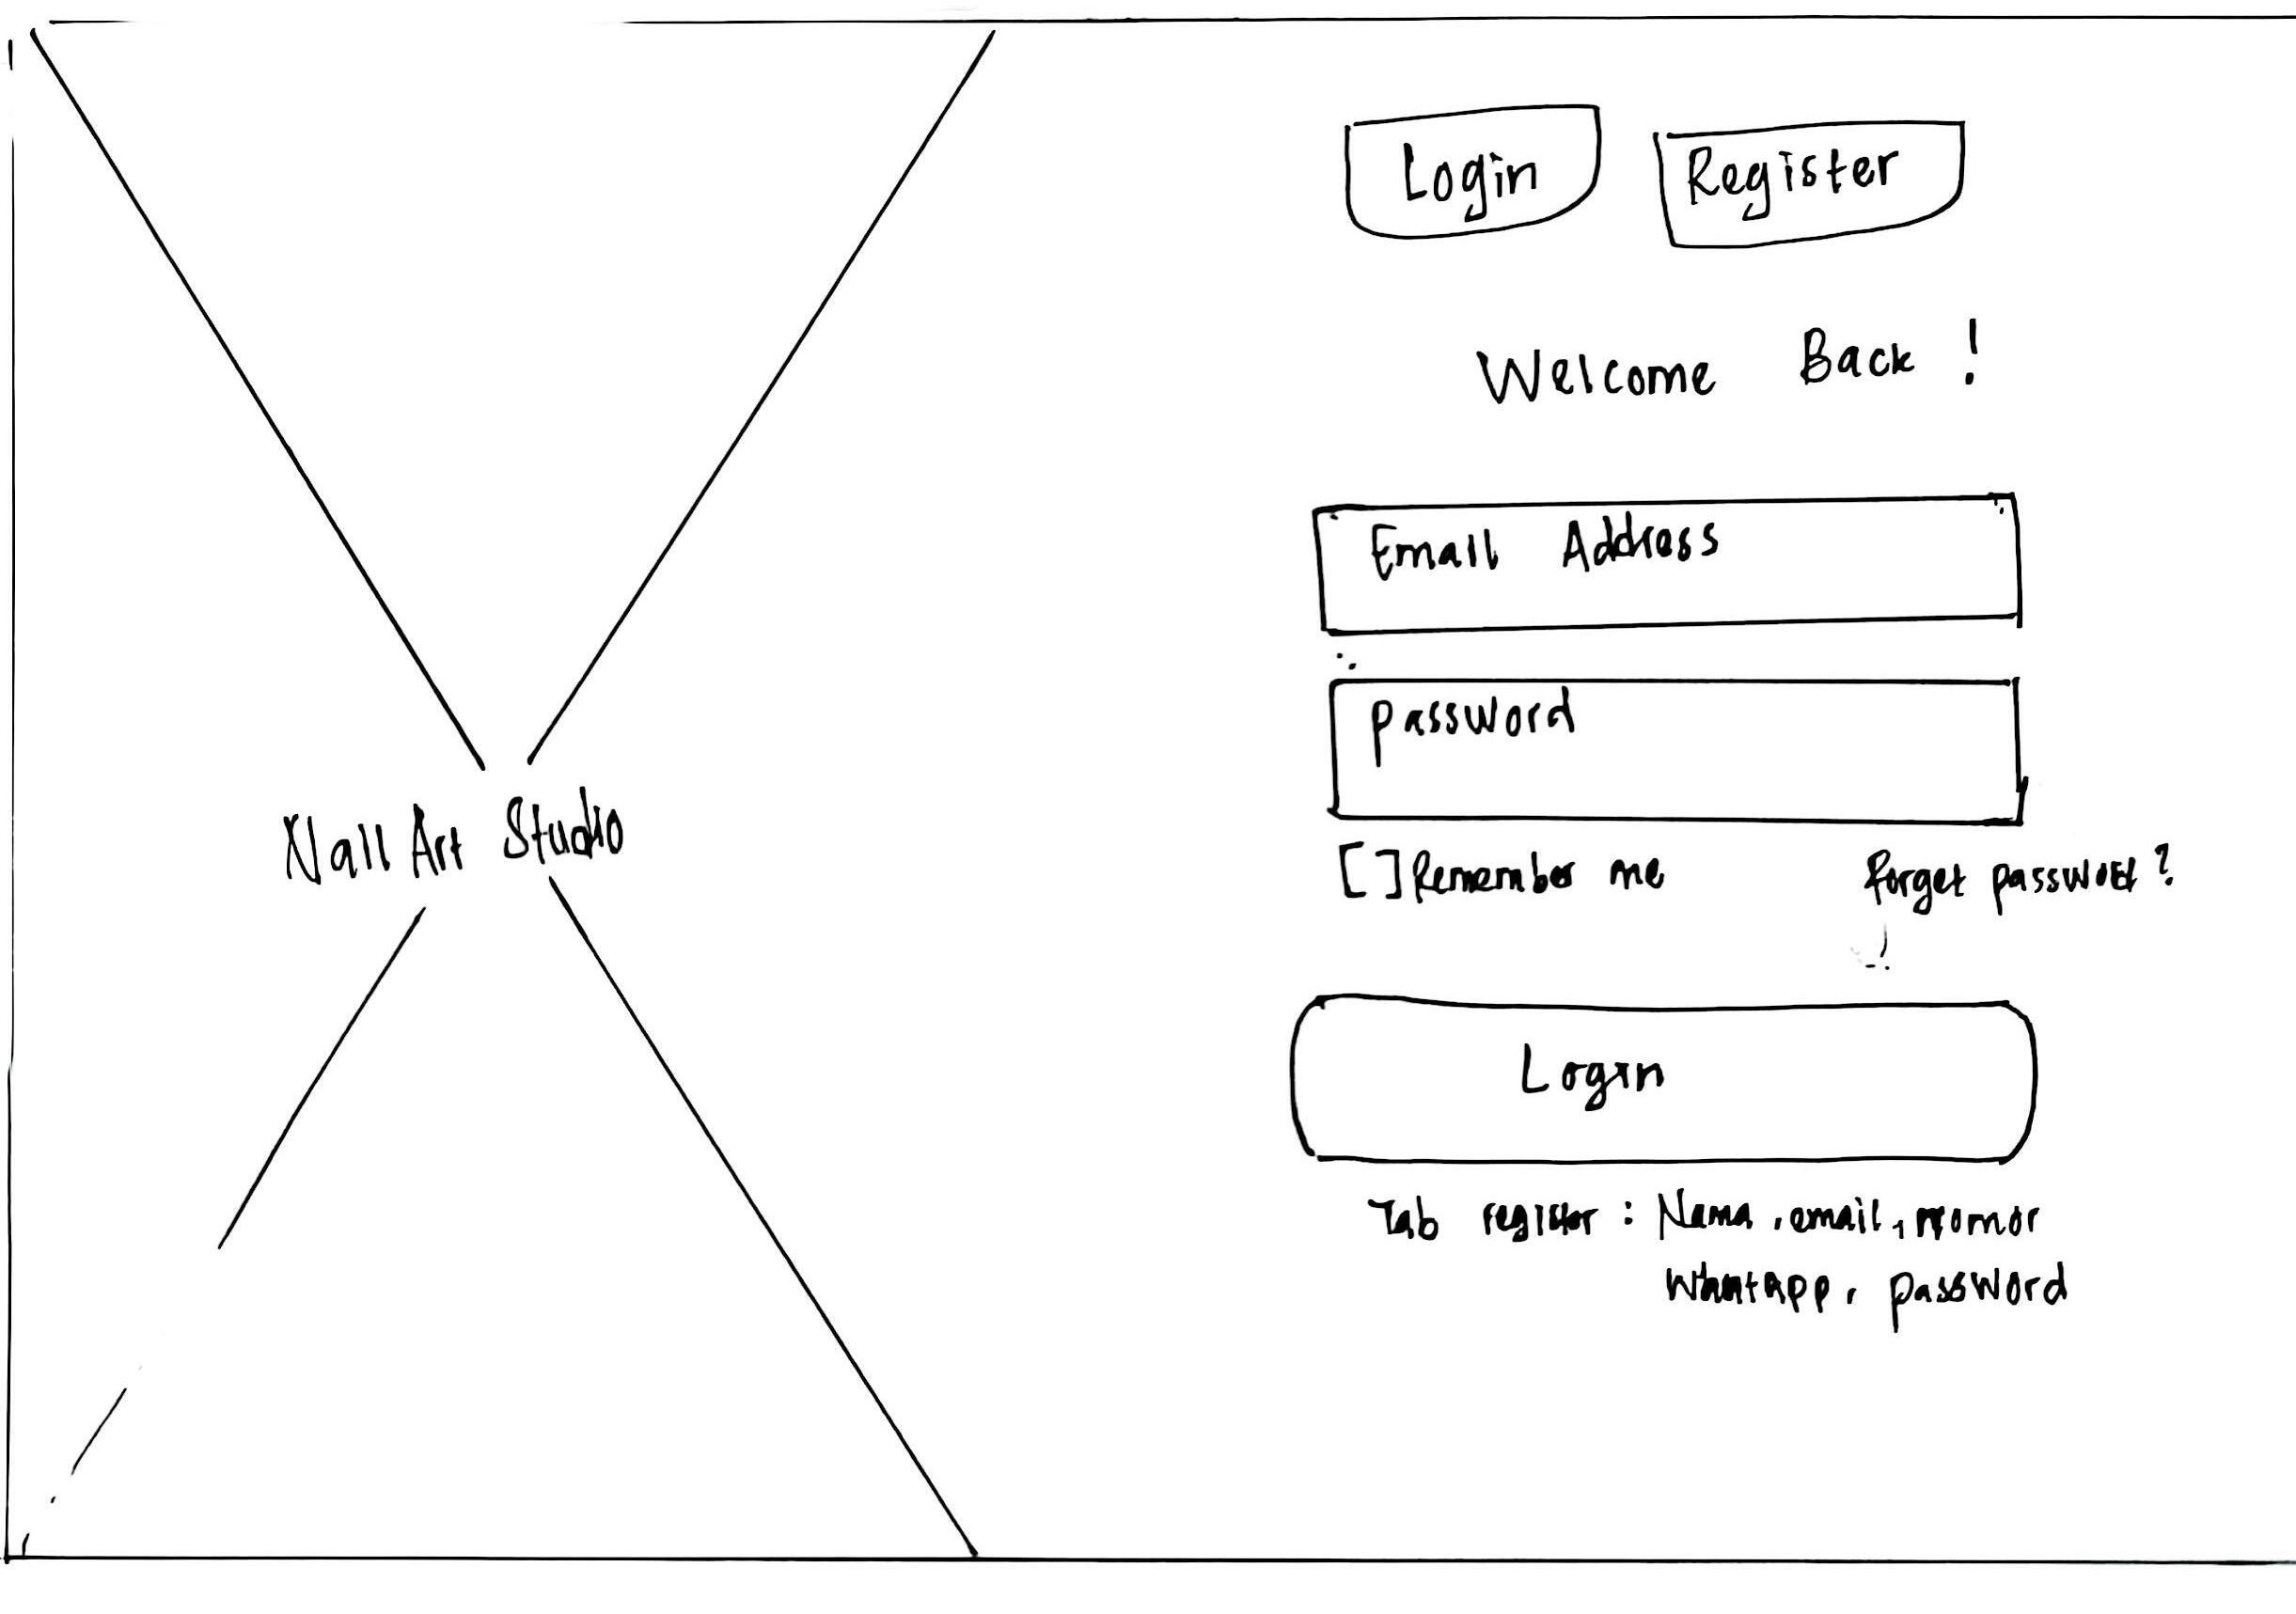 Login
Register
Welcome Back !
Email Address
password
Nail Art Studio
[ ] Remember me
Forget password ?
Login
Tab register : Nama, email, nomor
Whatapp, password